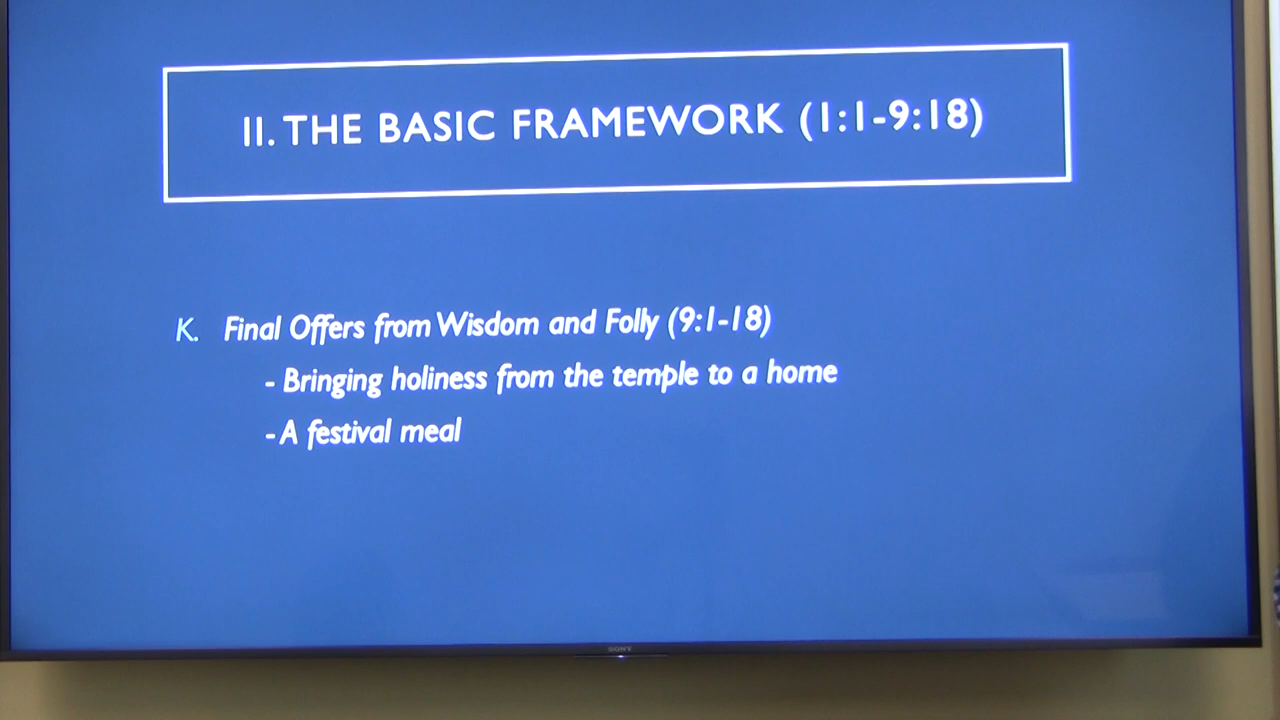 II. THE BASIC FRAMEWORK (1:1-9:18)
K. Final Offers from Wisdom and Folly (9:1-18)
- Bringing holiness from the temple to a home
- A festival meal
SONY